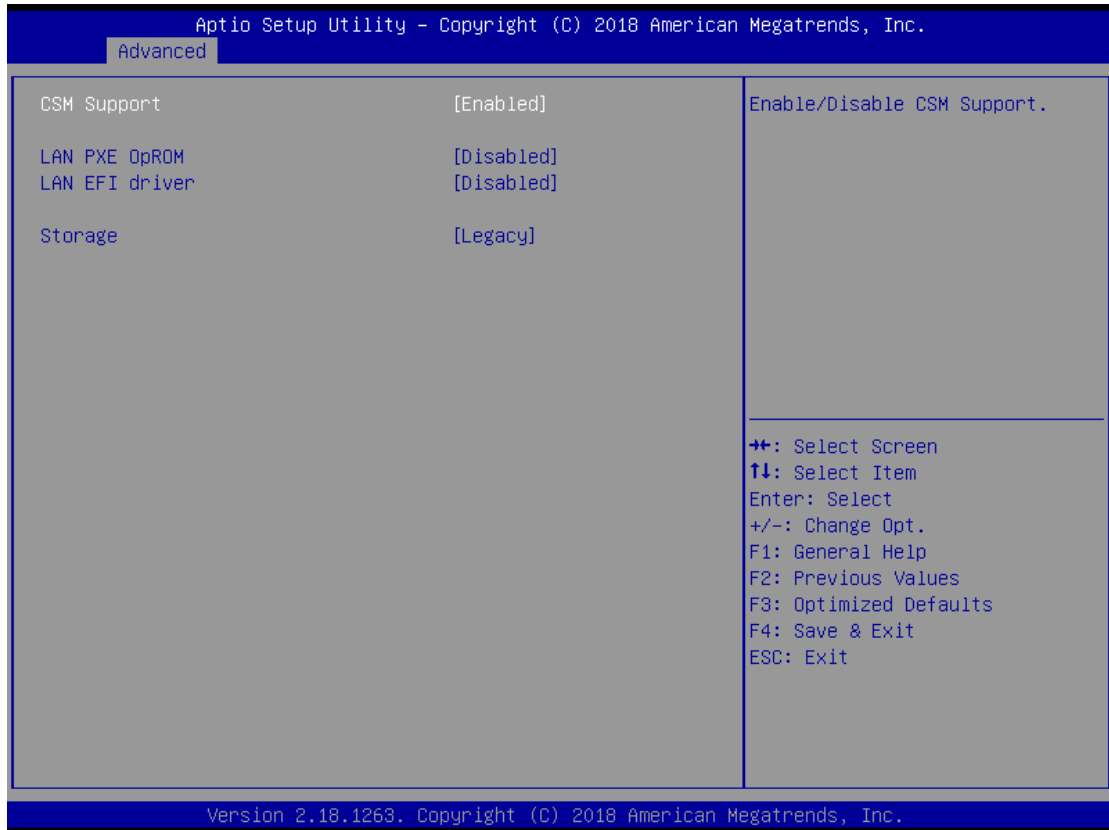 Aptio Setup Utility – Copyright (C) 2018 American Megatrends, Inc.
Advanced
CSM Support [Enabled]
LAN PXE OpROM [Disabled]
LAN EFI driver [Disabled]
Storage [Legacy]
Enable/Disable CSM Support.
→←: Select Screen
↑↓: Select Item
Enter: Select
+/-: Change Opt.
F1: General Help
F2: Previous Values
F3: Optimized Defaults
F4: Save & Exit
ESC: Exit
Version 2.18.1263. Copyright (C) 2018 American Megatrends, Inc.